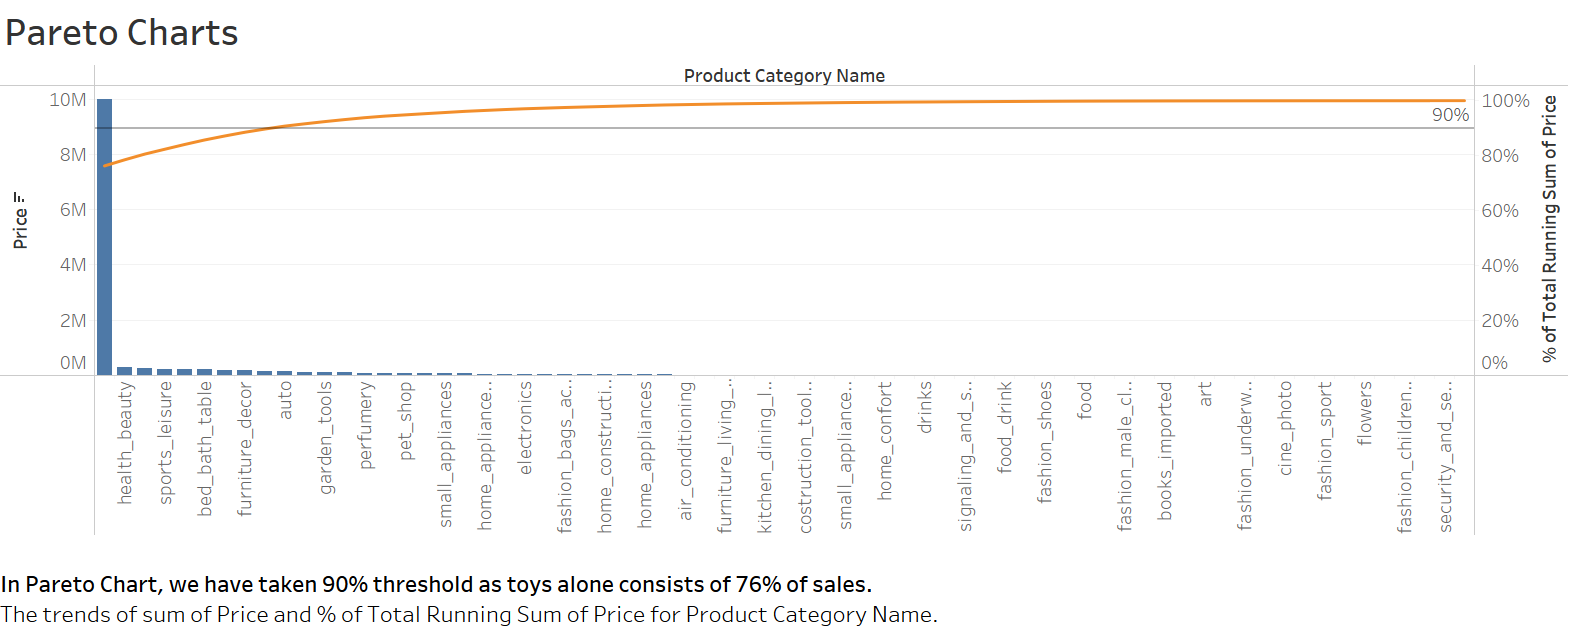 Pareto Charts
Product Category Name
10M
8M
6M
4M
2M
0M
Price
100%
80%
60%
40%
20%
0%
% of Total Running Sum of Price
90%
health_beauty
sports_leisure
bed_bath_table
furniture_decor
auto
garden_tools
perfumery
pet_shop
small_appliances
home_appliance..
electronics
fashion_bags_ac..
home_constructi..
home_appliances
air_conditioning
furniture_living_..
kitchen_dining_l..
costruction_tool..
small_appliance..
home_confort
drinks
signaling_and_s..
food_drink
fashion_shoes
food
fashion_male_cl..
books_imported
art
fashion_underw..
cine_photo
fashion_sport
flowers
fashion_children..
security_and_se..
In Pareto Chart, we have taken 90% threshold as toys alone consists of 76% of sales.
The trends of sum of Price and % of Total Running Sum of Price for Product Category Name.